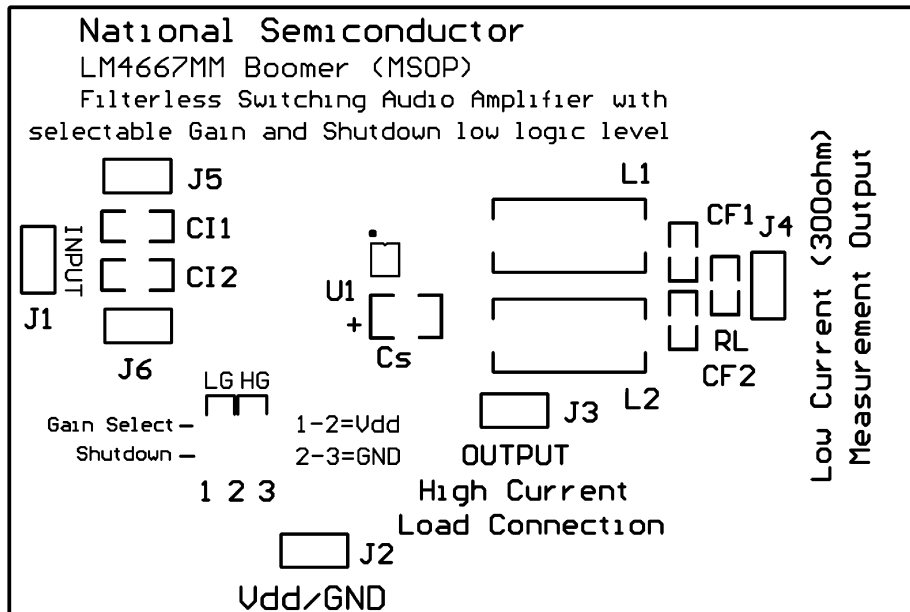 National Semiconductor
LM4667MM Boomer (MSOP)
Filterless Switching Audio Amplifier with
selectable Gain and Shutdown low logic level
J5
L1
CI1
CF1
J4
INPUT
CI2
U1
J1
+
Cs
RL
J6
CF2
LG HG
L2
J3
Gain Select –
1-2=Vdd
Shutdown –
2-3=GND
OUTPUT
1 2 3
High Current
Load Connection
J2
Vdd/GND
Low Current (300ohm)
Measurement Output